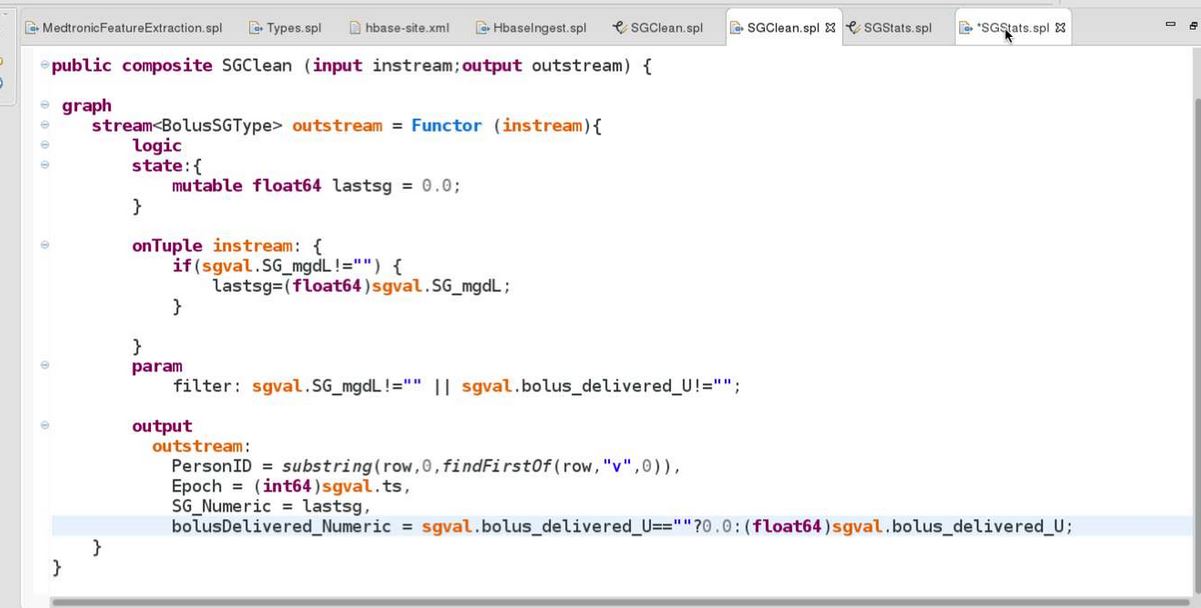 MedtronicFeatureExtraction.spl Types.spl hbase-site.xml HbaseIngest.spl SGClean.spl SGClean.spl SGStats.spl *SGStats.spl
public composite SGClean (input instream;output outstream) {
graph
stream<BolusSGType> outstream = Functor (instream){
logic
state:{
mutable float64 lastsg = 0.0;
}
onTuple instream: {
if(sgval.SG_mgdL!="") {
lastsg=(float64)sgval.SG_mgdL;
}
}
param
filter: sgval.SG_mgdL!="" || sgval.bolus_delivered_U!="";
output
outstream:
PersonID = substring(row,0,findFirstOf(row,"v",0)),
Epoch = (int64)sgval.ts,
SG_Numeric = lastsg,
bolusDelivered_Numeric = sgval.bolus_delivered_U==""?0.0:(float64)sgval.bolus_delivered_U;
}
}